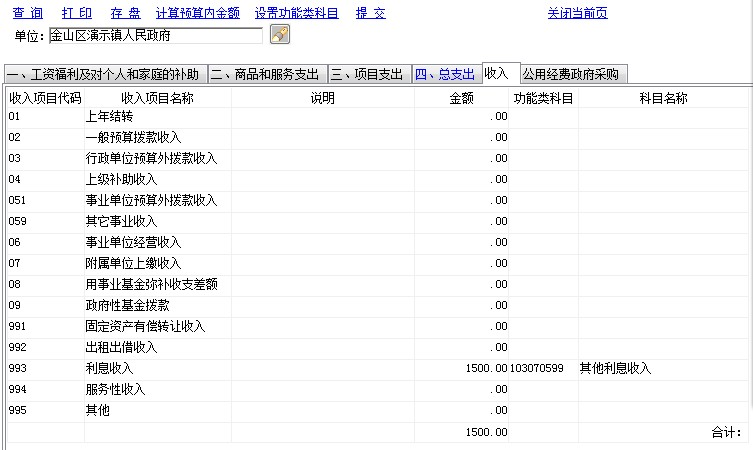 查 询 打 印 存 盘 计算预算内金额 设置功能类科目 提 交 关闭当前页
单位: 金山区演示镇人民政府
一、工资福利及对个人和家庭的补助 二、商品和服务支出 三、项目支出 四、总支出 收入 公用经费政府采购
收入项目代码 收入项目名称 说明 金额 功能类科目 科目名称
01 上年结转 .00
02 一般预算拨款收入 .00
03 行政单位预算外拨款收入 .00
04 上级补助收入 .00
051 事业单位预算外拨款收入 .00
059 其它事业收入 .00
06 事业单位经营收入 .00
07 附属单位上缴收入 .00
08 用事业基金弥补收支差额 .00
09 政府性基金拨款 .00
991 固定资产有偿转让收入 .00
992 出租出借收入 .00
993 利息收入 1500.00 103070599 其他利息收入
994 服务性收入 .00
995 其他 .00
1500.00 合计: